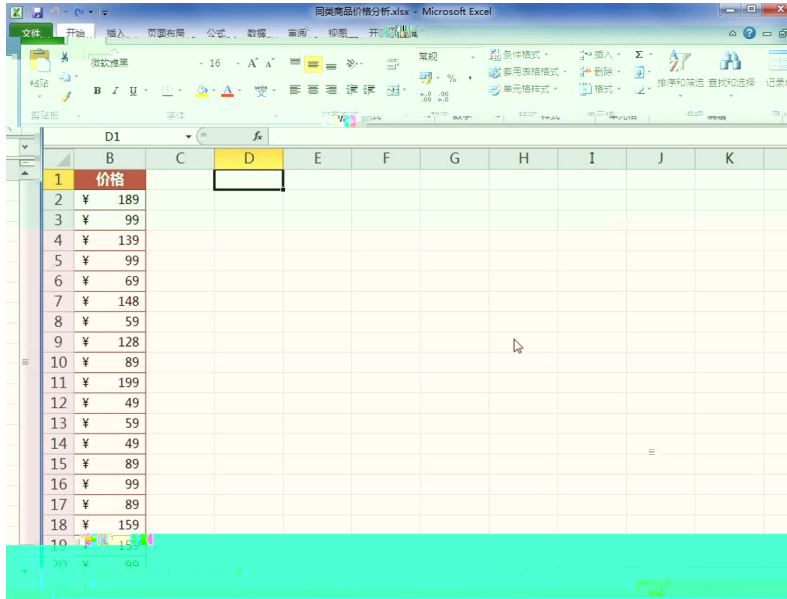 同类商品价格分析.xlsx - Microsoft Excel
文件 开始 插入 页面布局 公式 数据 审阅 视图
粘贴 微软雅黑 16 A A 常规 条件格式 插入 Σ
B I U A % 套用表格格式 删除 排序和筛选 查找和选择
单元格样式 格式
字体
D1 fx
B C D E F G H I J K
1 价格
2 ¥ 189
3 ¥ 99
4 ¥ 139
5 ¥ 99
6 ¥ 69
7 ¥ 148
8 ¥ 59
9 ¥ 128
10 ¥ 89
11 ¥ 199
12 ¥ 49
13 ¥ 59
14 ¥ 49
15 ¥ 89
16 ¥ 99
17 ¥ 89
18 ¥ 159
19
20 ¥ 99